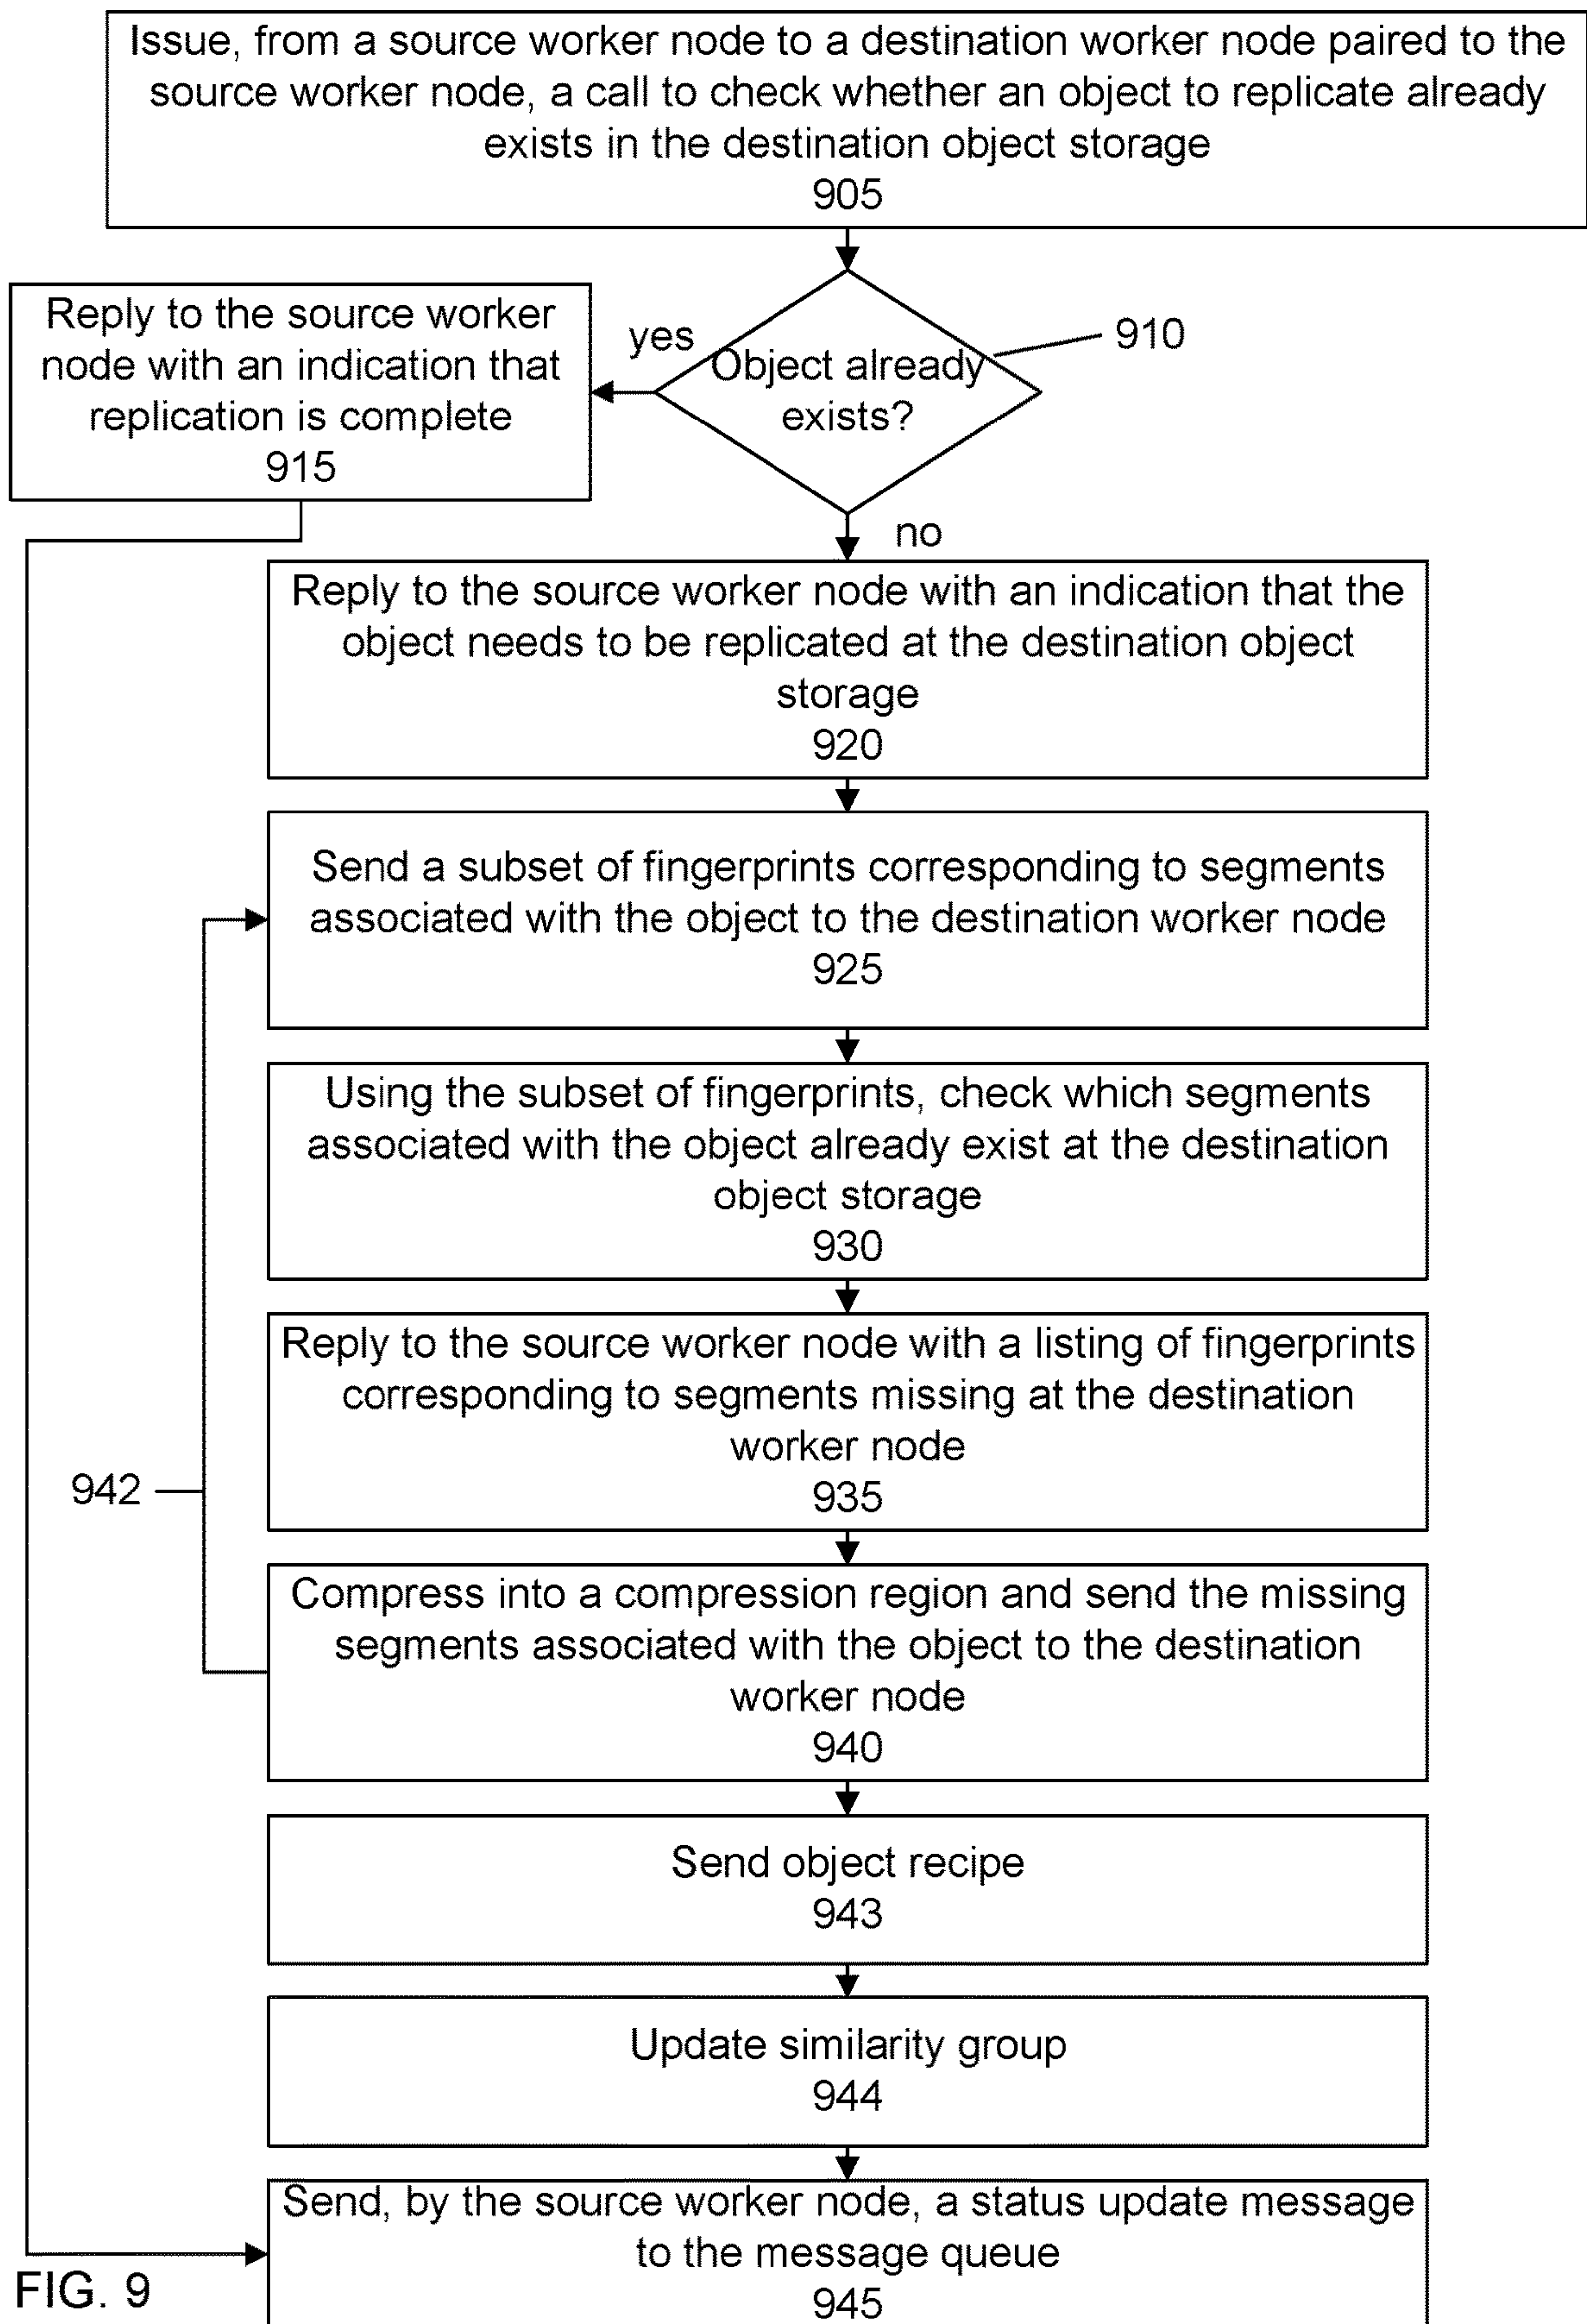 Issue, from a source worker node to a destination worker node paired to the
source worker node, a call to check whether an object to replicate already
exists in the destination object storage
905
Reply to the source worker
node with an indication that
replication is complete
915
yes
Object already
exists?
910
no
Reply to the source worker node with an indication that the
object needs to be replicated at the destination object
storage
920
Send a subset of fingerprints corresponding to segments
associated with the object to the destination worker node
925
Using the subset of fingerprints, check which segments
associated with the object already exist at the destination
object storage
930
Reply to the source worker node with a listing of fingerprints
corresponding to segments missing at the destination
worker node
935
942
Compress into a compression region and send the missing
segments associated with the object to the destination
worker node
940
Send object recipe
943
Update similarity group
944
Send, by the source worker node, a status update message
to the message queue
945
FIG. 9